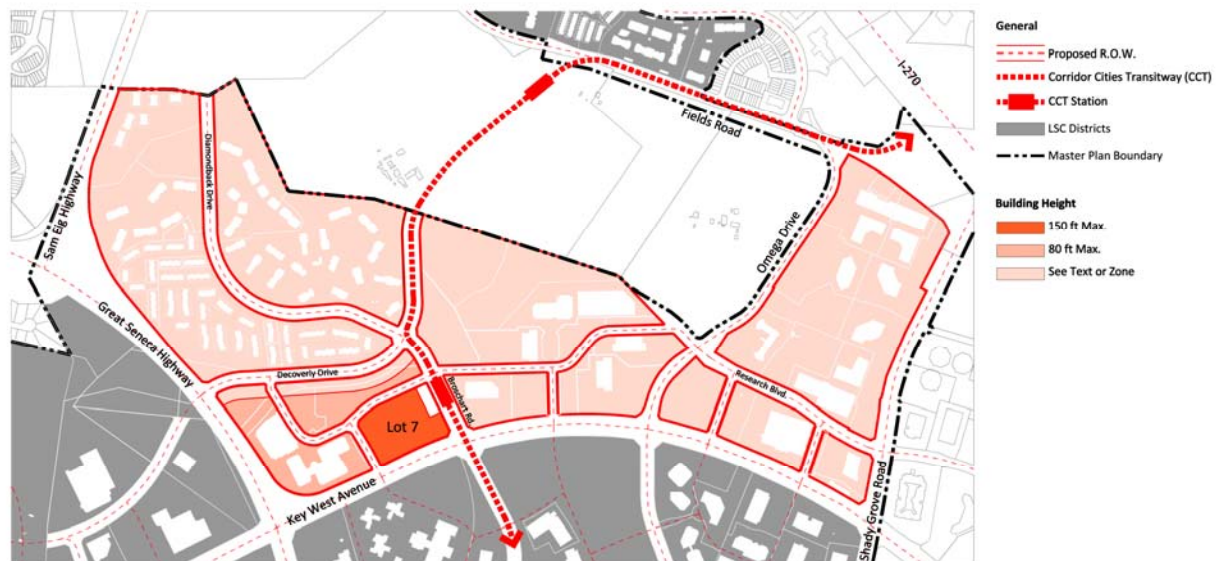 General
Proposed R.O.W.
Corridor Cities Transitway (CCT)
CCT Station
LSC Districts
Master Plan Boundary
Building Height
150 ft Max.
80 ft Max.
See Text or Zone
I-270
Fields Road
Diamondback Drive
Sam Eig Highway
Omega Drive
Great Seneca Highway
Decoverly Drive
Broschart Rd.
Research Blvd.
Lot 7
Key West Avenue
Shady Grove Road